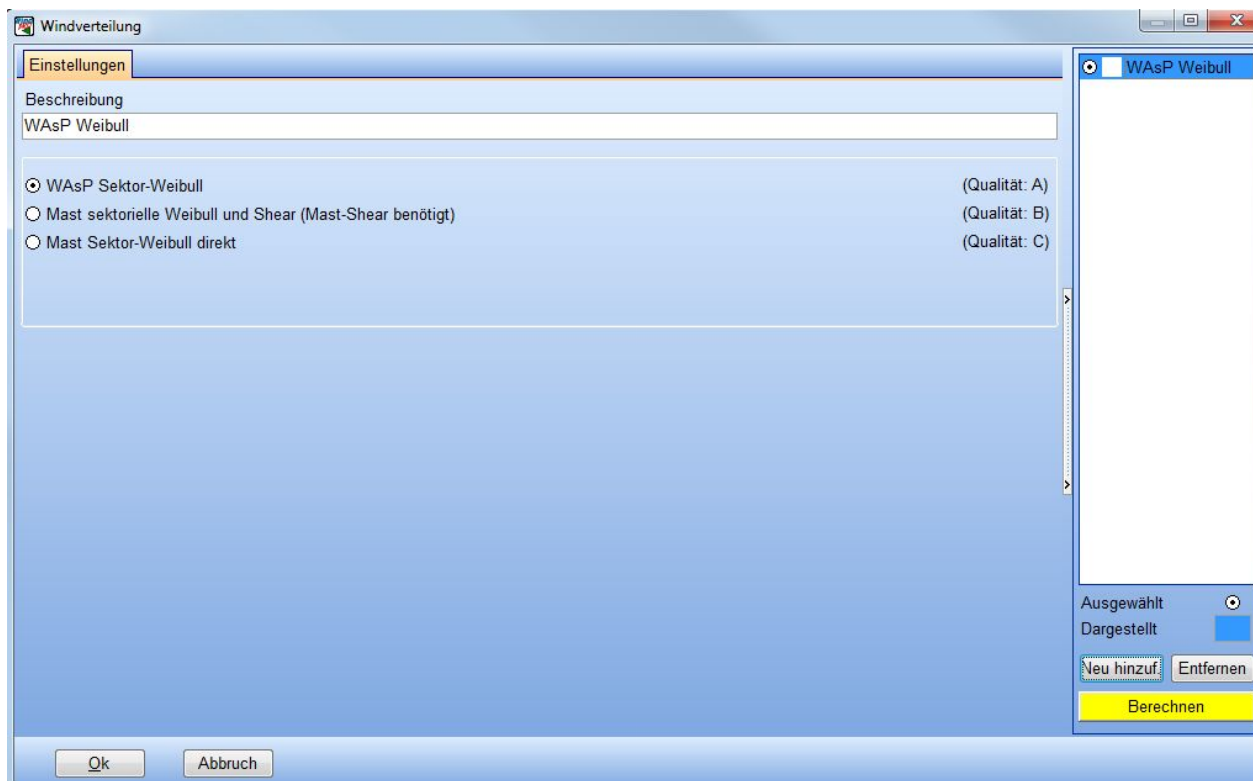 Windverteilung
Einstellungen
Beschreibung
WAsP Weibull
WAsP Sektor-Weibull (Qualität: A)
Mast sektorielle Weibull und Shear (Mast-Shear benötigt) (Qualität: B)
Mast Sektor-Weibull direkt (Qualität: C)
WAsP Weibull
Ausgewählt
Dargestellt
Neu hinzuf. Entfernen
Berechnen
Ok Abbruch